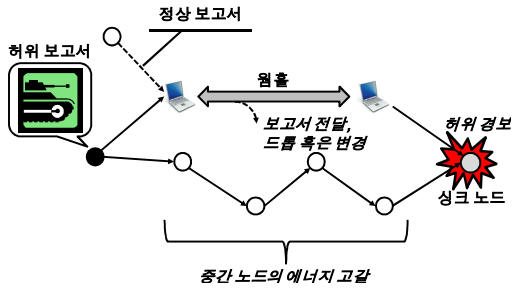 정상 보고서
허위 보고서
웜홀
보고서 전달,
드롭 혹은 변경
허위 경보
싱크 노드
중간 노드의 에너지 고갈